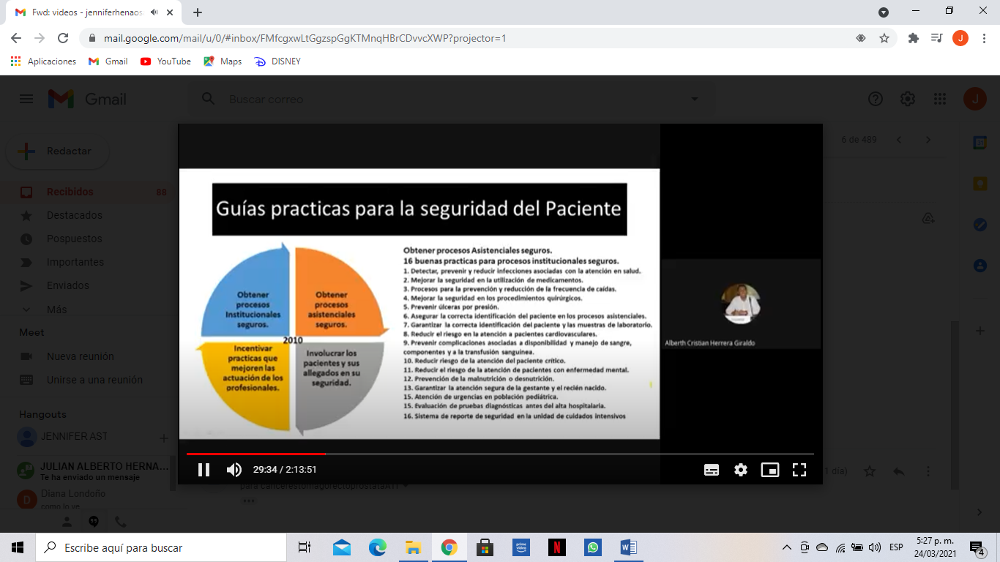 Fwd: videos - jenniferhenaos
mail.google.com/mail/u/0/#inbox/FMfcgxwLtGgzspGgKTMnqHBrCDvvcXWP?projector=1
J
Aplicaciones
Gmail
YouTube
Maps
DISNEY
Gmail
Buscar correo
J
Redactar
6 de 489
Recibidos
88
Destacados
Pospuestos
Importantes
Enviados
Más
Meet
Nueva reunión
Unirse a una reunión
Hangouts
JENNIFER AST
JULIAN ALBERTO HERNA...
Te ha enviado un mensaje
D
Diana Londoño
como lo ve
Guías practicas para la seguridad del Paciente
Obtener
procesos
Institucionales
seguros.
Obtener
procesos
asistenciales
seguros.
2010
Incentivar
practicas que
mejoren las
actuación de los
profesionales.
Involucrar los
pacientes y sus
allegados en su
seguridad.
Obtener procesos Asistenciales seguros.
16 buenas practicas para procesos institucionales seguros.
1. Detectar, prevenir y reducir infecciones asociadas con la atención en salud.
2. Mejorar la seguridad en la utilización de medicamentos.
3. Procesos para la prevención y reducción de la frecuencia de caídas.
4. Mejorar la seguridad en los procedimientos quirúrgicos.
5. Prevenir úlceras por presión.
6. Asegurar la correcta identificación del paciente en los procesos asistenciales.
7. Garantizar la correcta identificación del paciente y las muestras de laboratorio.
8. Reducir el riesgo en la atención a pacientes cardiovasculares.
9. Prevenir complicaciones asociadas a disponibilidad y manejo de sangre,
componentes y a la transfusión sanguínea.
10. Reducir riesgo de la atención del paciente crítico.
11. Reducir el riesgo de la atención de pacientes con enfermedad mental.
12. Prevención de la malnutrición o desnutrición.
13. Garantizar la atención segura de la gestante y el recién nacido.
15. Atención de urgencias en población pediátrica.
15. Evaluación de pruebas diagnósticas antes del alta hospitalaria.
16. Sistema de reporte de seguridad en la unidad de cuidados intensivos
Alberth Cristian Herrera Giraldo
29:34 / 2:13:51
1 día)
Escribe aquí para buscar
prime video
N
W
ESP
5:27 p. m.
24/03/2021
4